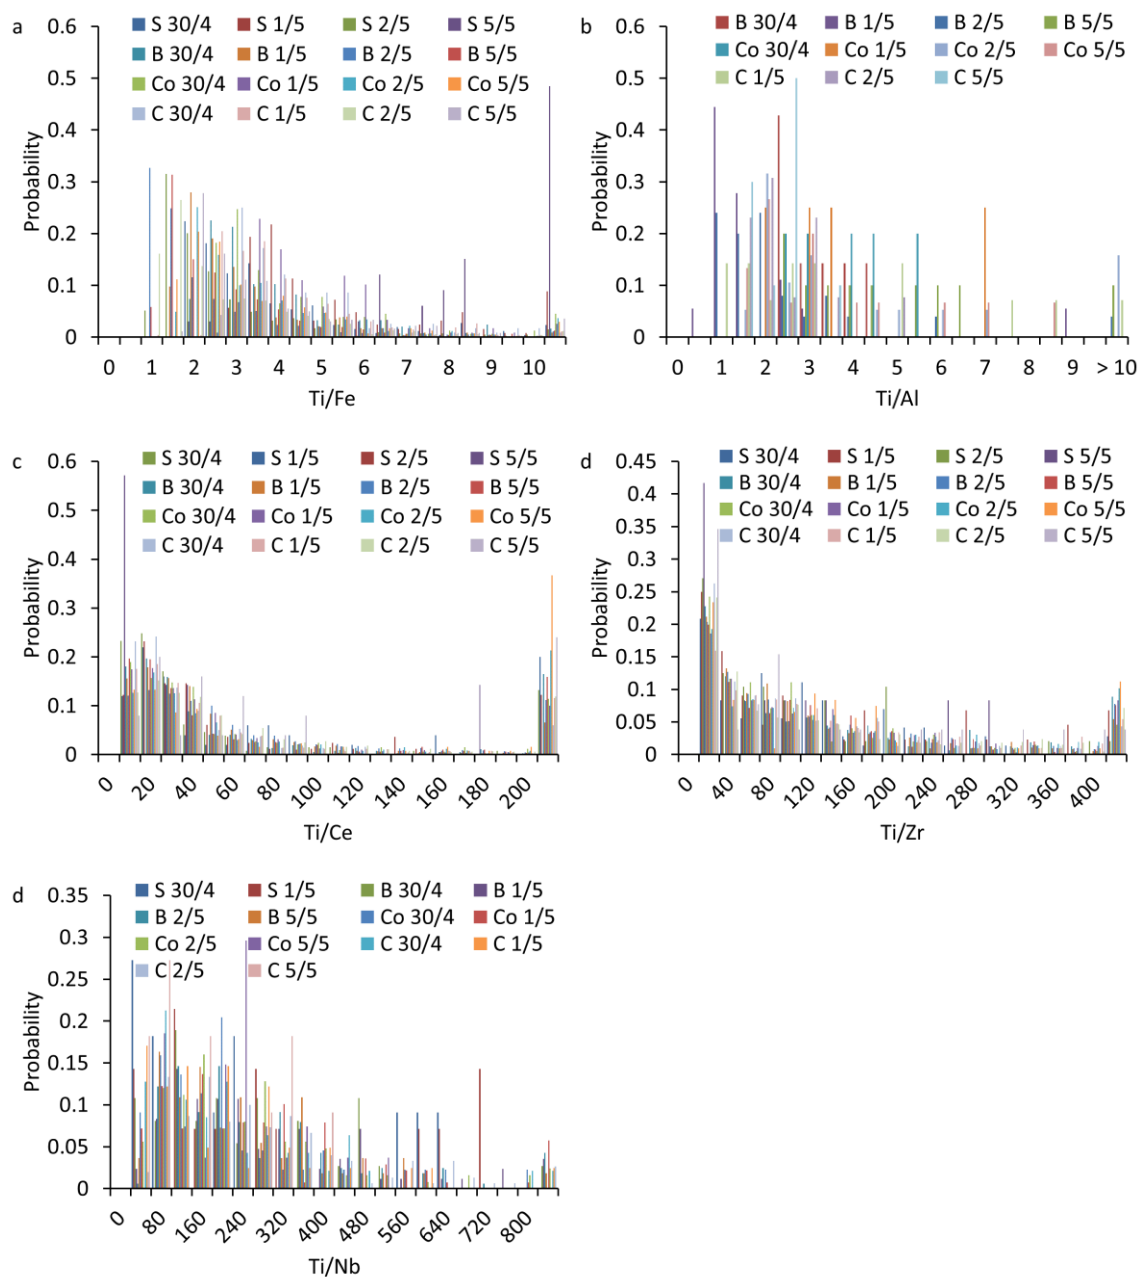 a
S 30/4 S 1/5 S 2/5 S 5/5
B 30/4 B 1/5 B 2/5 B 5/5
Co 30/4 Co 1/5 Co 2/5 Co 5/5
C 30/4 C 1/5 C 2/5 C 5/5
Probability
0.6
0.5
0.4
0.3
0.2
0.1
0
0 1 2 3 4 5 6 7 8 9 10
Ti/Fe
b
B 30/4 B 1/5 B 2/5 B 5/5
Co 30/4 Co 1/5 Co 2/5 Co 5/5
C 1/5 C 2/5 C 5/5
Probability
0.6
0.5
0.4
0.3
0.2
0.1
0
0 1 2 3 4 5 6 7 8 9 > 10
Ti/Al
c
S 30/4 S 1/5 S 2/5 S 5/5
B 30/4 B 1/5 B 2/5 B 5/5
Co 30/4 Co 1/5 Co 2/5 Co 5/5
C 30/4 C 1/5 C 2/5 C 5/5
Probability
0.6
0.5
0.4
0.3
0.2
0.1
0
0 20 40 60 80 100 120 140 160 180 200
Ti/Ce
d
S 30/4 S 1/5 S 2/5 S 5/5
B 30/4 B 1/5 B 2/5 B 5/5
Co 30/4 Co 1/5 Co 2/5 Co 5/5
C 30/4 C 1/5 C 2/5 C 5/5
Probability
0.45
0.4
0.35
0.3
0.25
0.2
0.15
0.1
0.05
0
0 40 80 120 160 200 240 280 320 360 400
Ti/Zr
d
S 30/4 S 1/5 B 30/4 B 1/5
B 2/5 B 5/5 Co 30/4 Co 1/5
Co 2/5 Co 5/5 C 30/4 C 1/5
C 2/5 C 5/5
Probability
0.35
0.3
0.25
0.2
0.15
0.1
0.05
0
0 80 160 240 320 400 480 560 640 720 800
Ti/Nb